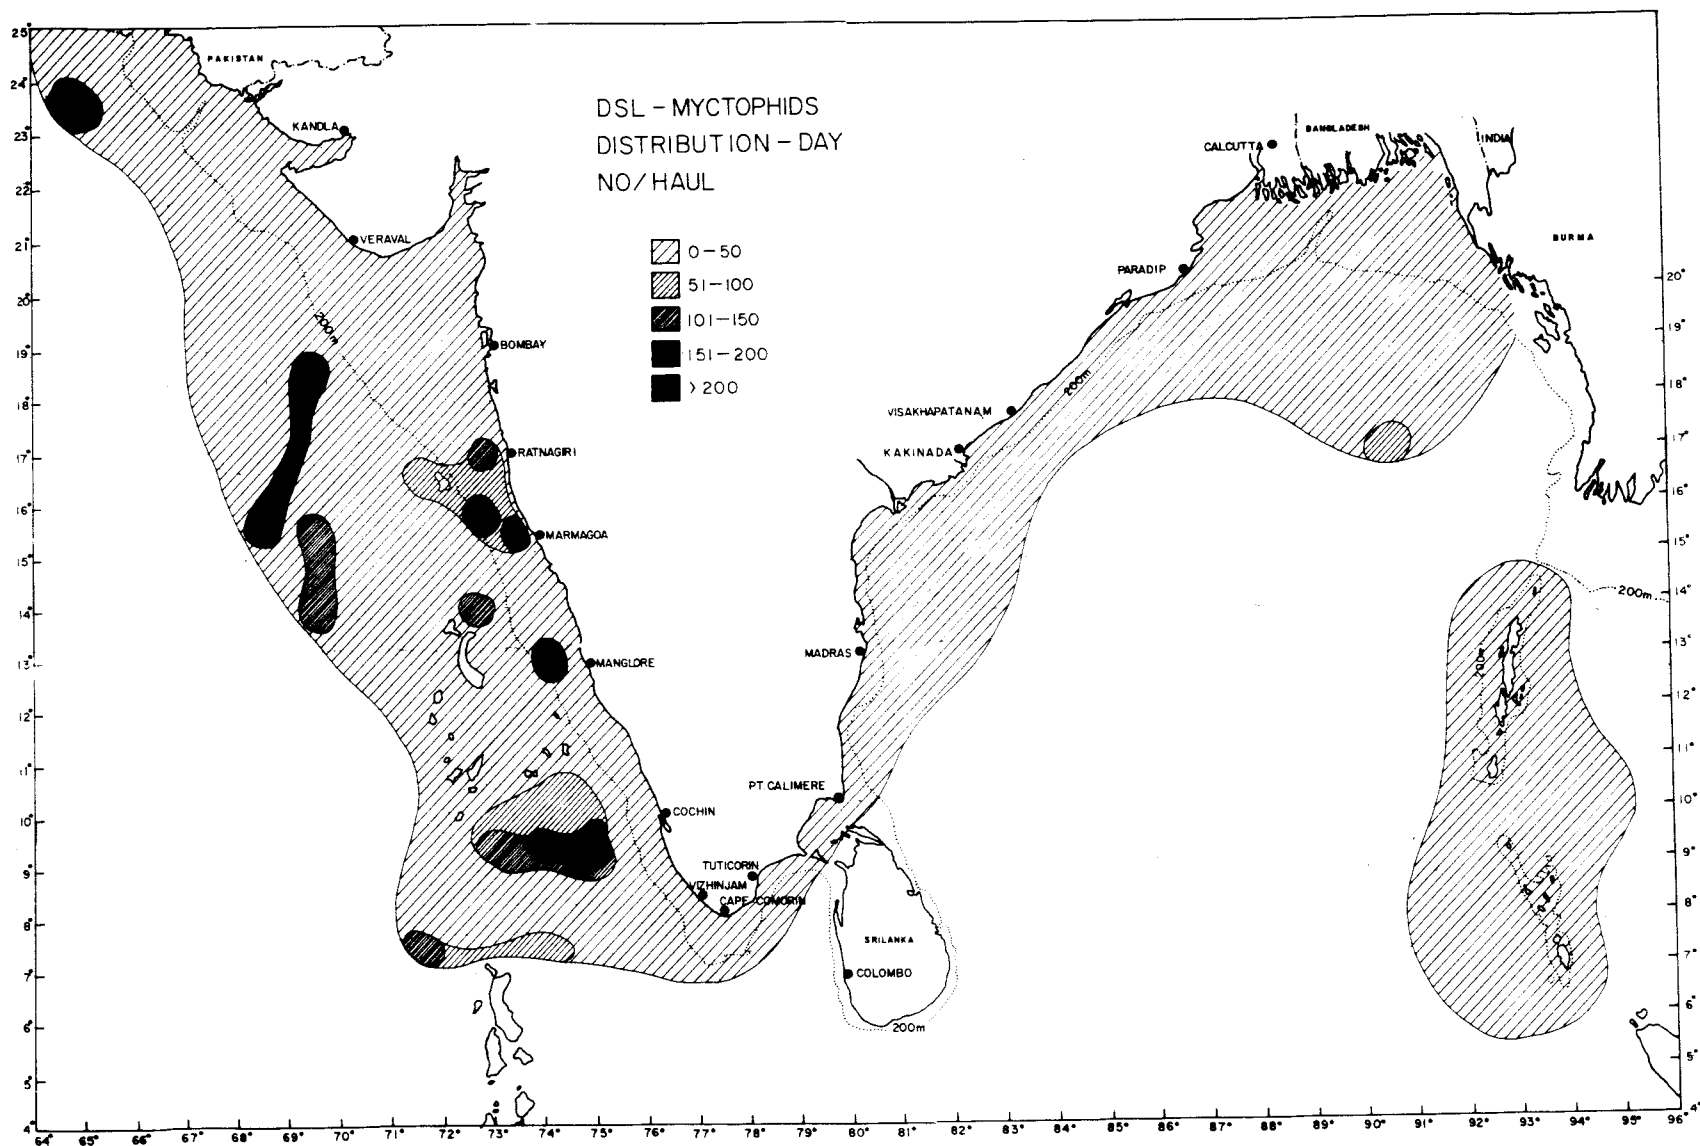 DSL - MYCTOPHIDS
DISTRIBUTION - DAY
NO/HAUL
0-50
51-100
101-150
151-200
>200
PAKISTAN
KANDLA
VERAVAL
200m
BOMBAY
RATNAGIRI
MARMAGOA
MANGLORE
COCHIN
TUTICORIN
VIZHINJAM
CAPE COMORIN
PT. CALIMERE
MADRAS
KAKINADA
VISAKHAPATANAM
200m
PARADIP
CALCUTTA
BANGLADESH
INDIA
BURMA
200m
200m
SRILANKA
COLOMBO
200m
25°
24°
23°
22°
21°
20°
19°
18°
17°
16°
15°
14°
13°
12°
11°
10°
9°
8°
7°
6°
5°
4°
20°
19°
18°
17°
16°
15°
14°
13°
12°
11°
10°
9°
8°
7°
6°
5°
4°
64° 65° 66° 67° 68° 69° 70° 71° 72° 73° 74° 75° 76° 77° 78° 79° 80° 81° 82° 83° 84° 85° 86° 87° 88° 89° 90° 91° 92° 93° 94° 95° 96°